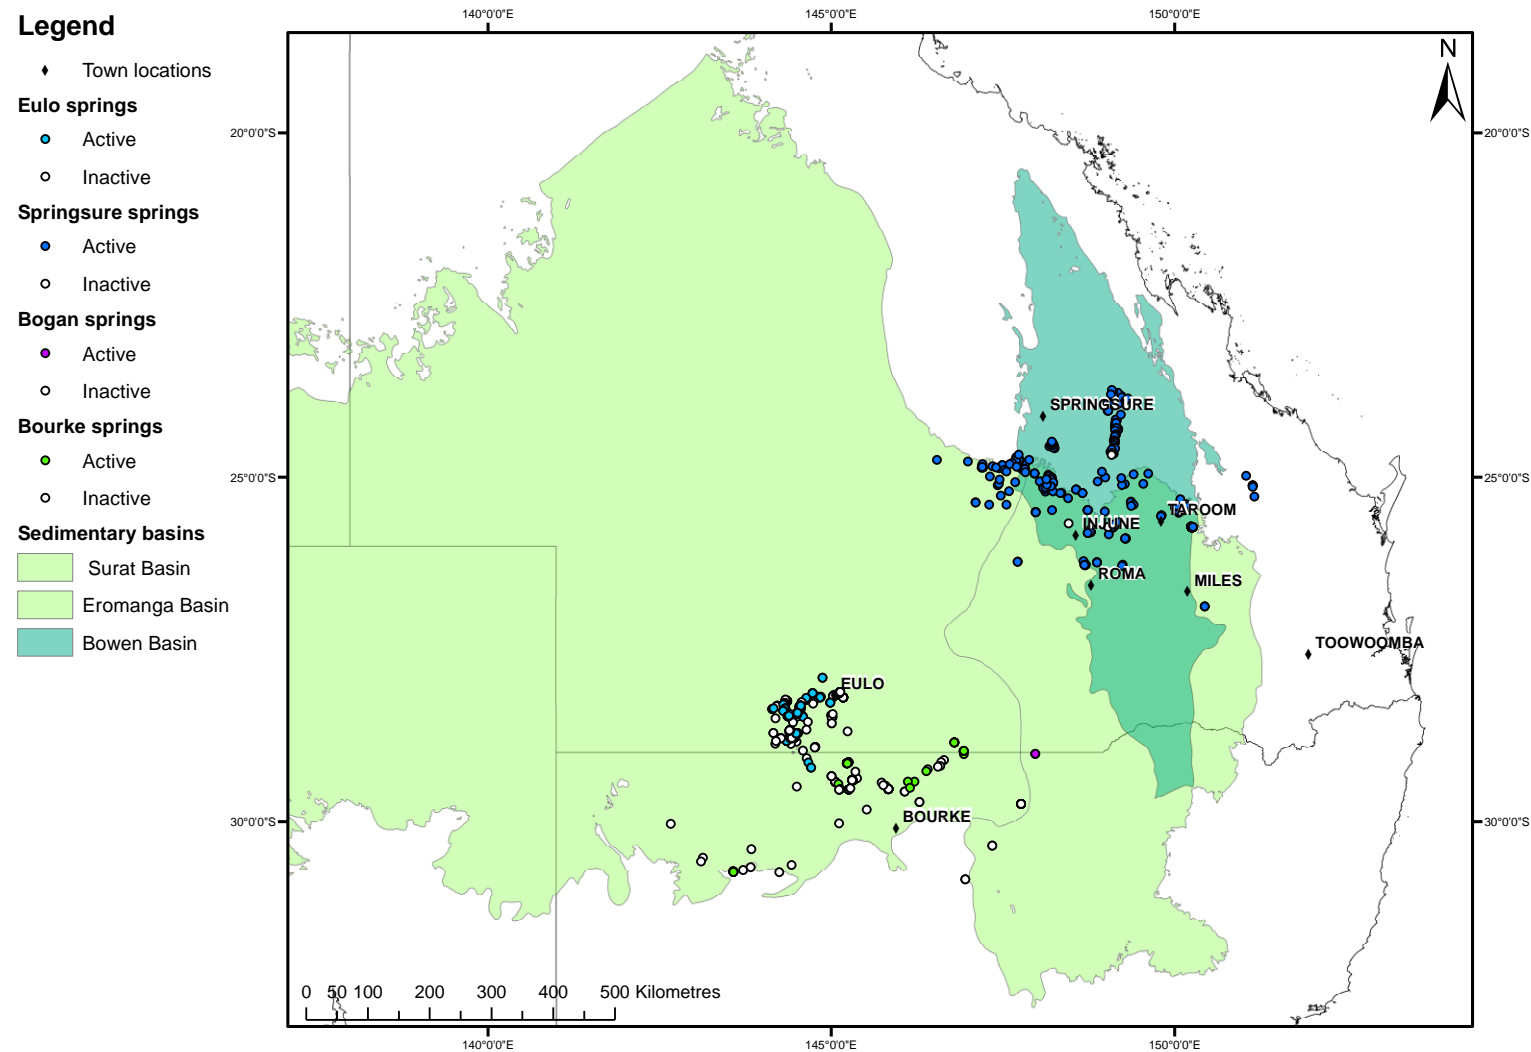 Legend
Town locations
Eulo springs
Active
Inactive
Springsure springs
Active
Inactive
Bogan springs
Active
Inactive
Bourke springs
Active
Inactive
Sedimentary basins
Surat Basin
Eromanga Basin
Bowen Basin
140°0'0"E 145°0'0"E 150°0'0"E
N
20°0'0"S 20°0'0"S
SPRINGSURE
25°0'0"S 25°0'0"S
TAROOM
INJUNE
ROMA
MILES
TOOWOOMBA
EULO
BOURKE
30°0'0"S 30°0'0"S
0 50 100 200 300 400 500 Kilometres
140°0'0"E 145°0'0"E 150°0'0"E